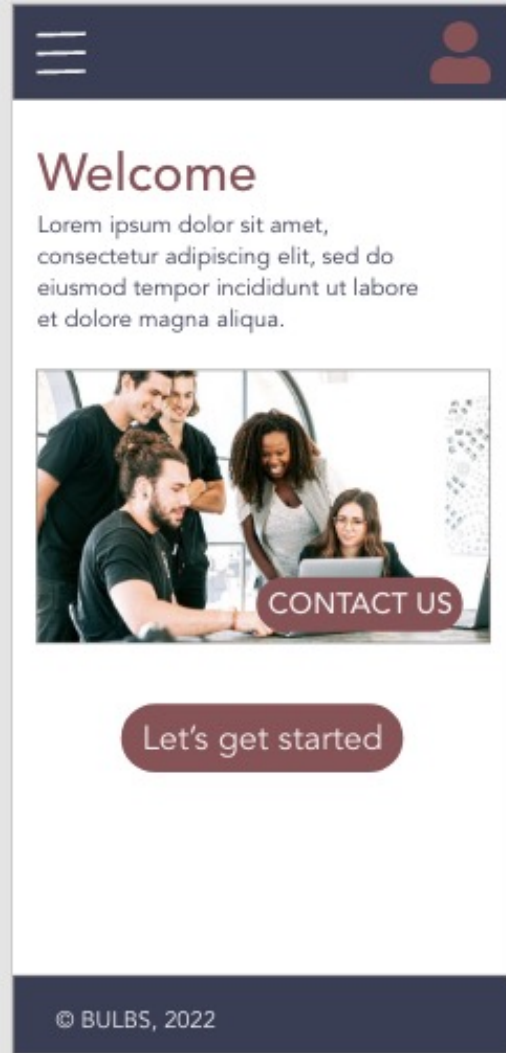 Welcome
Lorem ipsum dolor sit amet,
consectetur adipiscing elit, sed do
eiusmod tempor incididunt ut labore
et dolore magna aliqua.
CONTACT US
Let's get started
© BULBS, 2022